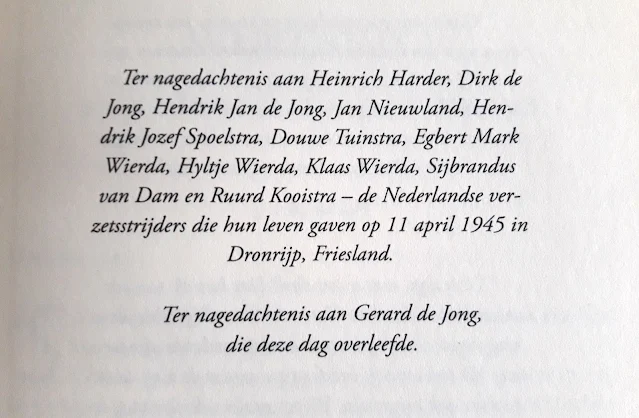 Ter nagedachtenis aan Heinrich Harder, Dirk de
Jong, Hendrik Jan de Jong, Jan Nieuwland, Hen-
drik Jozef Spoelstra, Douwe Tuinstra, Egbert Mark
Wierda, Hyltje Wierda, Klaas Wierda, Sijbrandus
van Dam en Ruurd Kooistra – de Nederlandse ver-
zetsstrijders die hun leven gaven op 11 april 1945 in
Dronrijp, Friesland.
Ter nagedachtenis aan Gerard de Jong,
die deze dag overleefde.